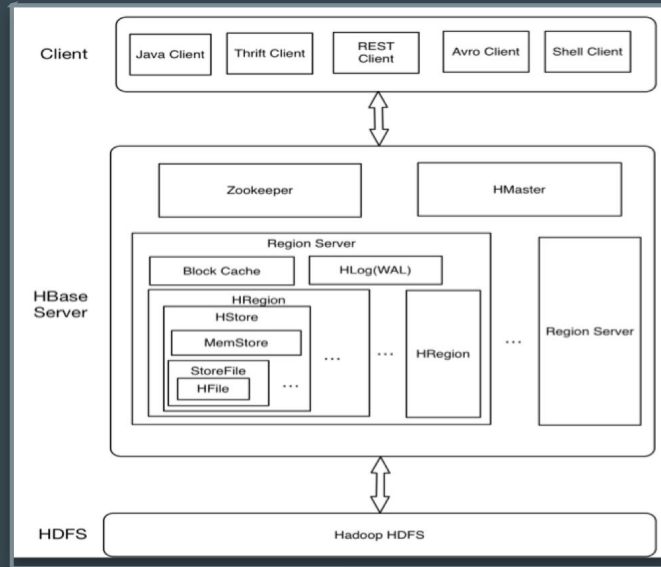 Client
Java Client
Thrift Client
REST
Client
Avro Client
Shell Client
HBase
Server
Zookeeper
HMaster
Region Server
Block Cache
HLog(WAL)
HRegion
HStore
MemStore
StoreFile
HFile
...
...
...
HRegion
...
Region Server
HDFS
Hadoop HDFS